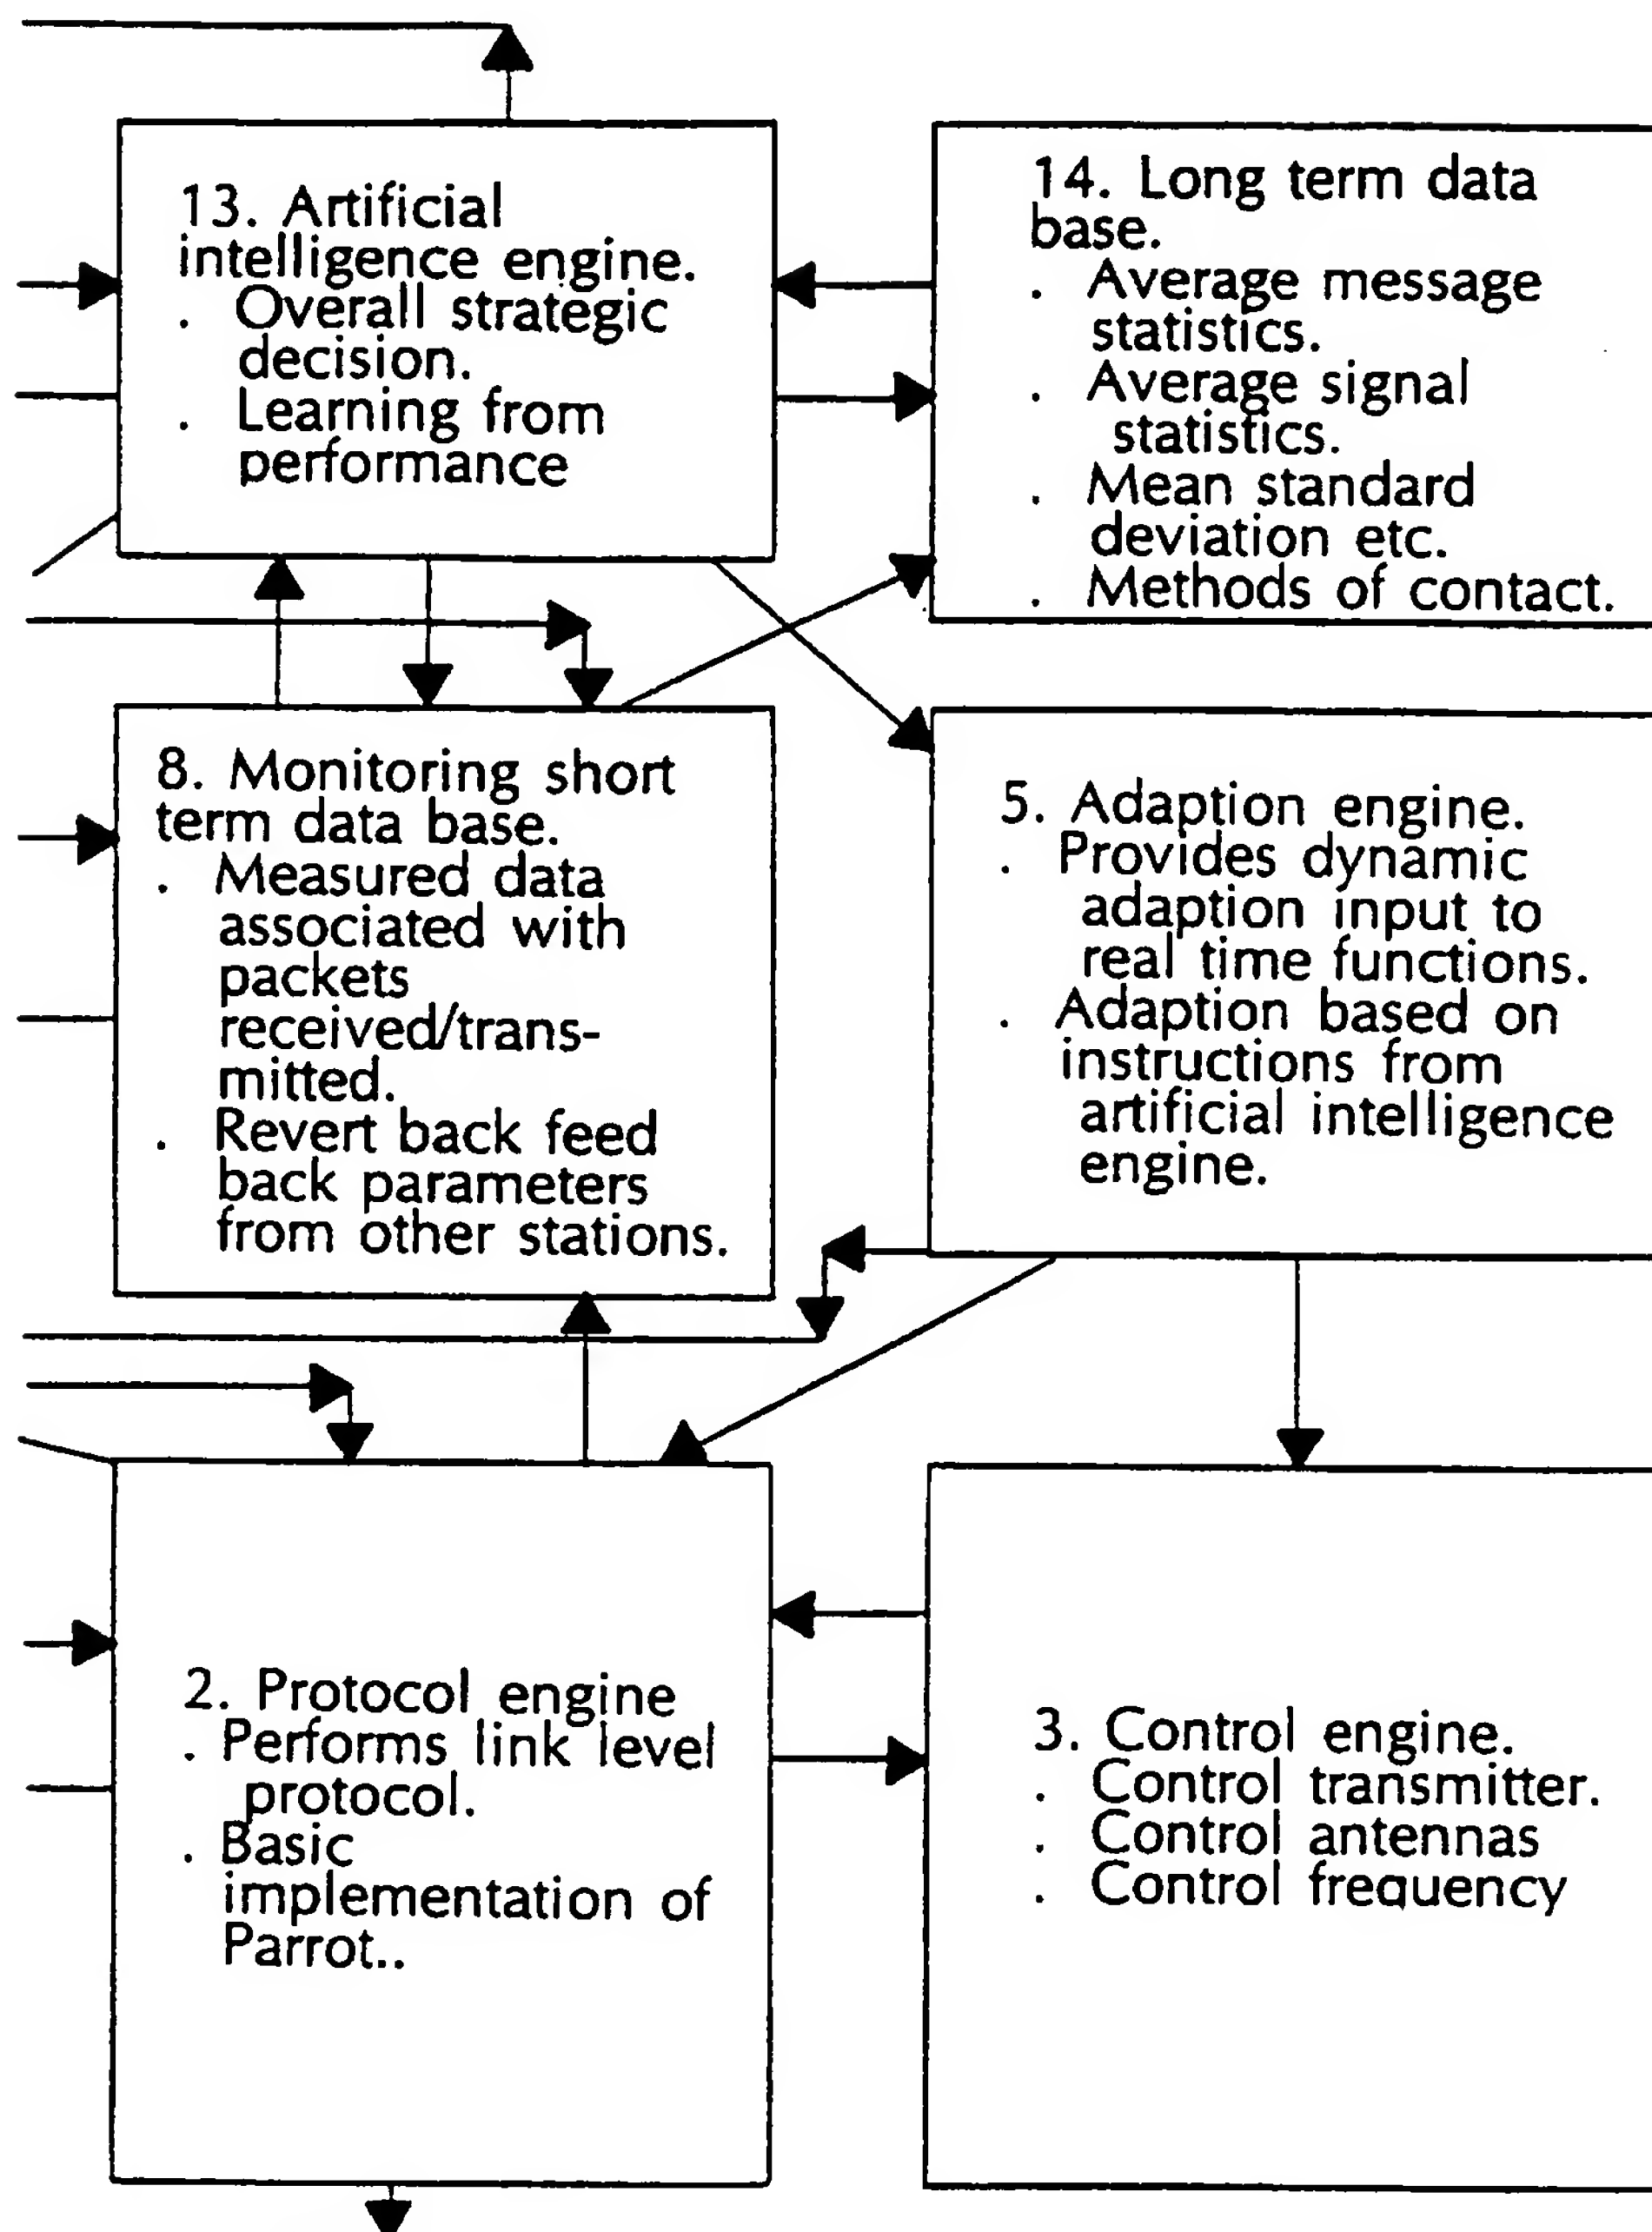 13. Artificial
intelligence engine.
. Overall strategic
decision.
. Learning from
performance
14. Long term data
base.
. Average message
statistics.
. Average signal
statistics.
. Mean standard
deviation etc.
. Methods of contact.
8. Monitoring short
term data base.
. Measured data
associated with
packets
received/trans-
mitted.
. Revert back feed
back parameters
from other stations.
5. Adaption engine.
. Provides dynamic
adaption input to
real time functions.
. Adaption based on
instructions from
artificial intelligence
engine.
2. Protocol engine
. Performs link level
protocol.
. Basic
implementation of
Parrot..
3. Control engine.
. Control transmitter.
. Control antennas
. Control frequency